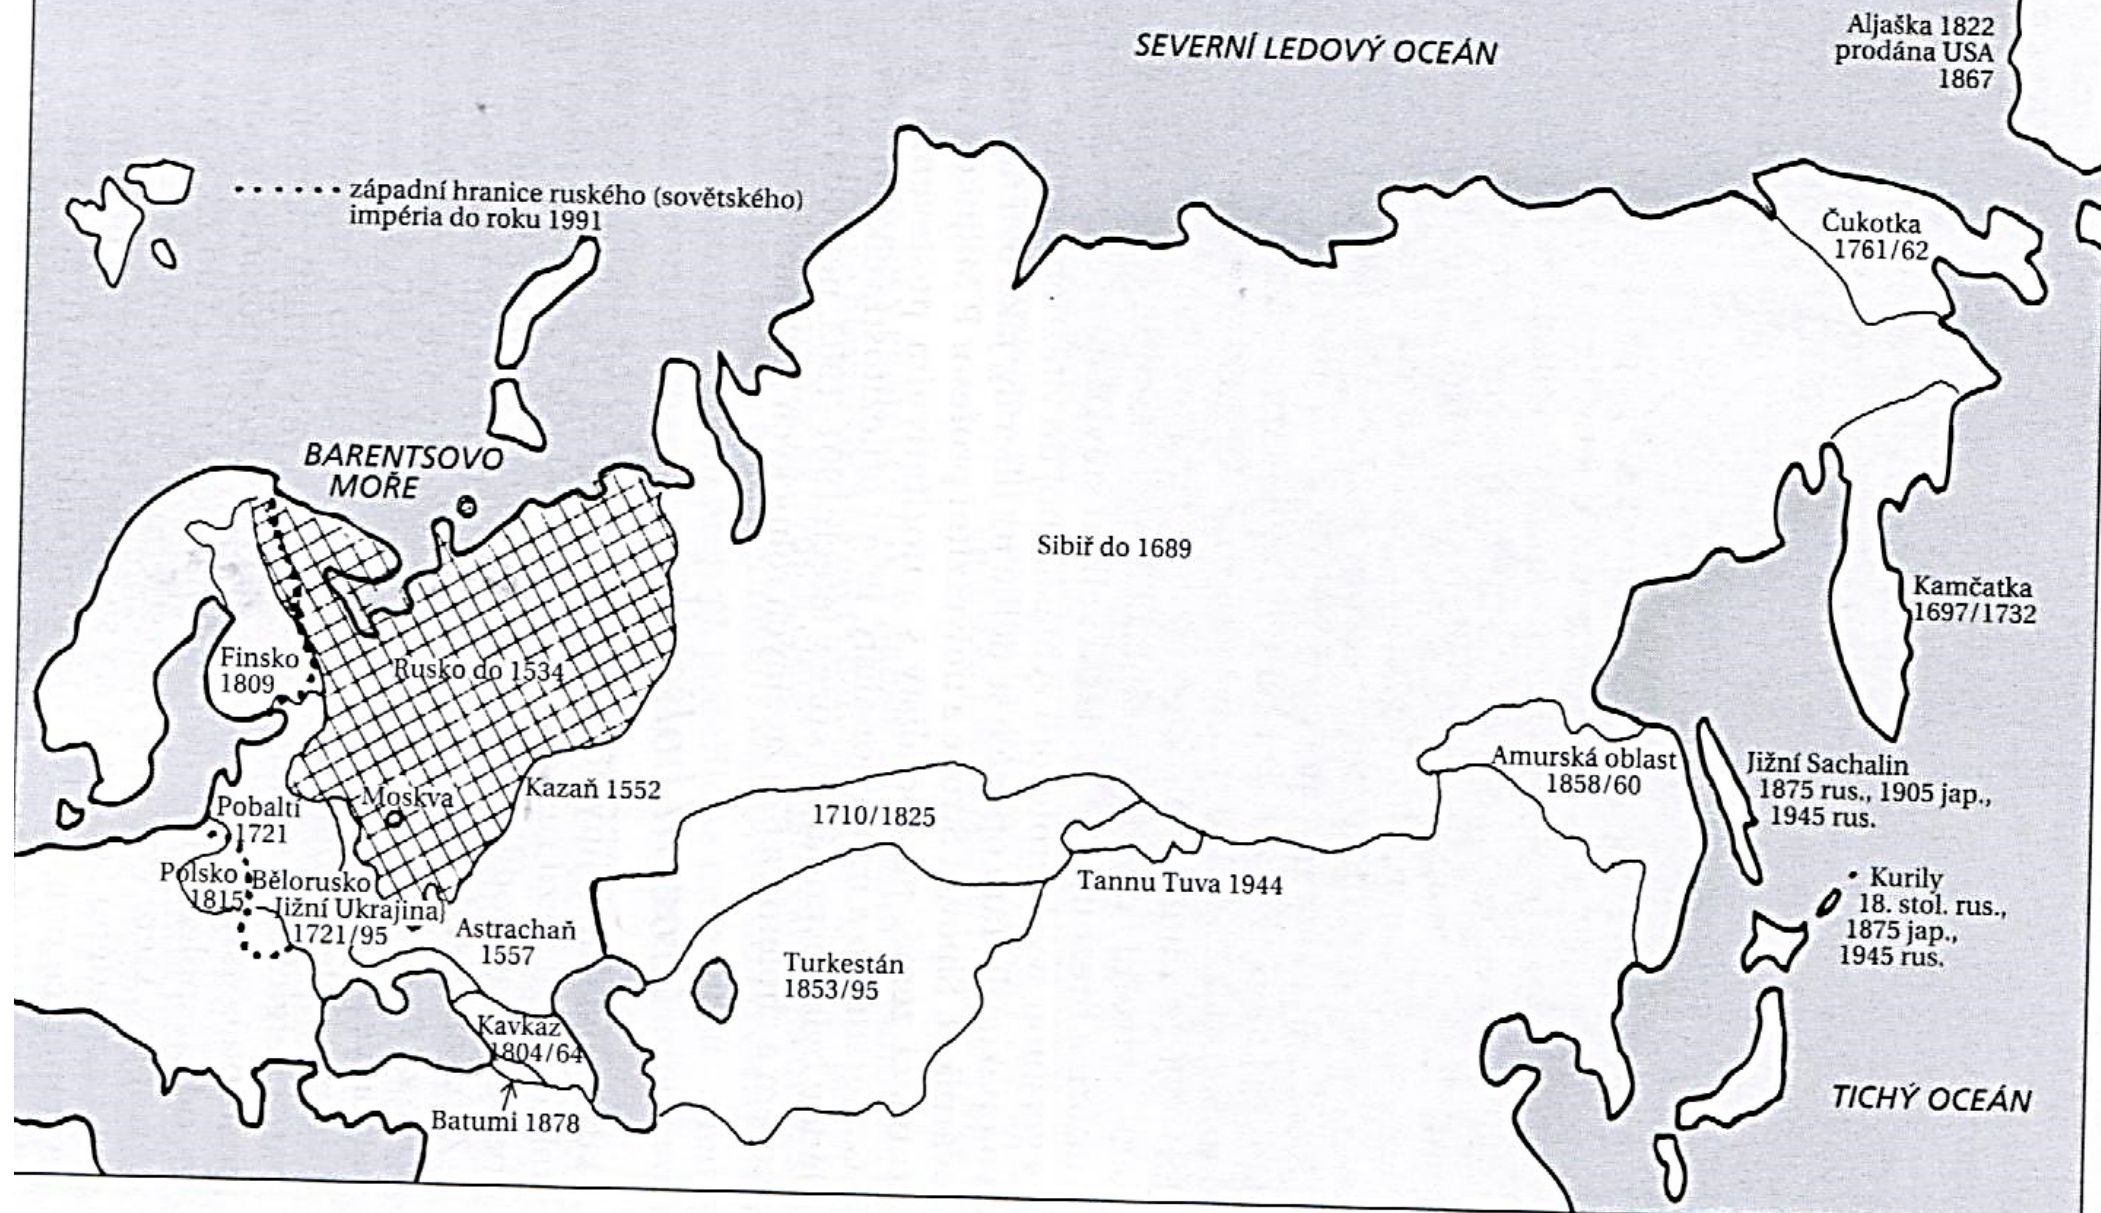 SEVERNÍ LEDOVÝ OCEÁN
Aljaška 1822
prodána USA
1867
západní hranice ruského (sovětského)
impéria do roku 1991
Čukotka
1761/62
BARENTSOVO
MOŘE
Sibiř do 1689
Kamčatka
1697/1732
Finsko
1809
Rusko do 1534
Moskva
Kazaň 1552
Amurská oblast
1858/60
Jižní Sachalin
1875 rus., 1905 jap.,
1945 rus.
Pobaltí
1721
1710/1825
Polsko
1815
Bělorusko
Jižní Ukrajina
1721/95
Astrachaň
1557
Tannu Tuva 1944
Kurily
18. stol. rus.,
1875 jap.,
1945 rus.
Turkestán
1853/95
Kavkaz
1804/64
Batumi 1878
TICHÝ OCEÁN